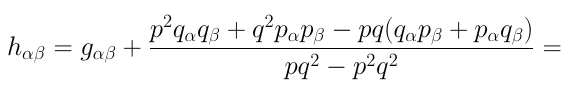 h_{\alpha\beta} = g_{\alpha\beta} + \frac{p^2 q_\alpha q_\beta + q^2 p_\alpha p_\beta - pq(q_\alpha p_\beta + p_\alpha q_\beta)}{pq^2 - p^2 q^2} =